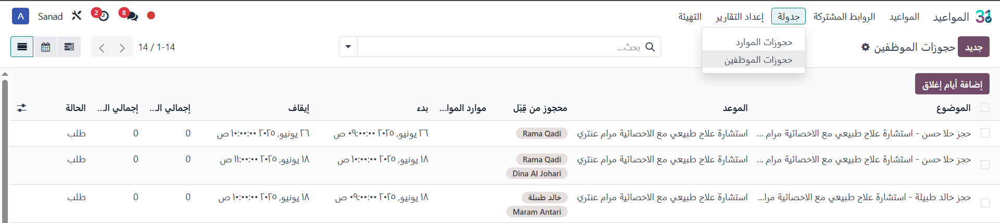 المواعيد
المواعيد
الروابط المشتركة
جدولة
إعداد التقارير
التهيئة
8
2
Sanad
A
حجوزات الموارد
حجوزات الموظفين
جديد
حجوزات الموظفين
بحث...
1-14 / 14
إضافة أيام إغلاق
الموضوع الموعد محجوز من قِبَل موارد الموا... بدء إيقاف إجمالي الـ... إجمالي الـ... الحالة
حجز حلا حسن - استشارة علاج طبيعي مع الاخصائية مرام ... استشارة علاج طبيعي مع الاخصائية مرام عنتري Rama Qadi ٢٦ يونيو, ٢٠٢٥ ٠٩:٠٠:٠٠ ص ٢٦ يونيو, ٢٠٢٥ ١٠:٠٠:٠٠ ص 0 0 طلب
حجز حلا حسن - استشارة علاج طبيعي مع الاخصائية مرام ... استشارة علاج طبيعي مع الاخصائية مرام عنتري Rama Qadi ١٨ يونيو, ٢٠٢٥ ١٠:٠٠:٠٠ ص ١٨ يونيو, ٢٠٢٥ ١١:٠٠:٠٠ ص 0 0 طلب
Dina Al Johari
حجز خالد طبيلة - استشارة علاج طبيعي مع الاخصائية مرا... استشارة علاج طبيعي مع الاخصائية مرام عنتري خالد طبيلة ١٨ يونيو, ٢٠٢٥ ٠٩:٠٠:٠٠ ص ١٨ يونيو, ٢٠٢٥ ١٠:٠٠:٠٠ ص 0 0 طلب
Maram Antari